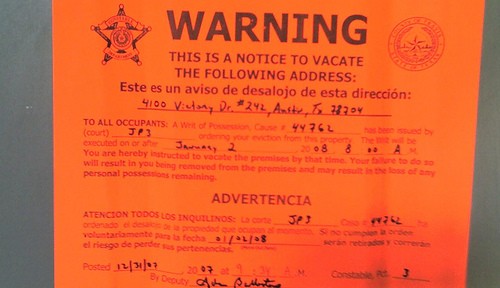 WARNING
THIS IS A NOTICE TO VACATE
THE FOLLOWING ADDRESS:
Este es un aviso de desalojo de esta dirección:
4100 Victory Dr. #242, Austin, Tx 78704
TO ALL OCCUPANTS: A Writ of Possession, Cause # 44762 has been issued by
(court) JP3 ordering your eviction from this property. The Writ will be
executed on or after January 2 2008 8 00 A M.
You are hereby instructed to vacate the premises by that time. Your failure to do so
will result in you being removed from the premises and may result in the loss of any
personal possessions remaining.
ADVERTENCIA
ATENCION TODOS LOS INQUILINOS: La corte JP3 Caso # 44762 ha
ordenado el desalojo de la propiedad que ocupan al momento. Si no cumplen la orden
voluntariamente para la fecha 01/02/08 serán retirados y correrán
el riesgo de perder sus pertenencias.
Posted 12/31/07 2007 at 9:34 A M. Constable, Pct. 3
By Deputy